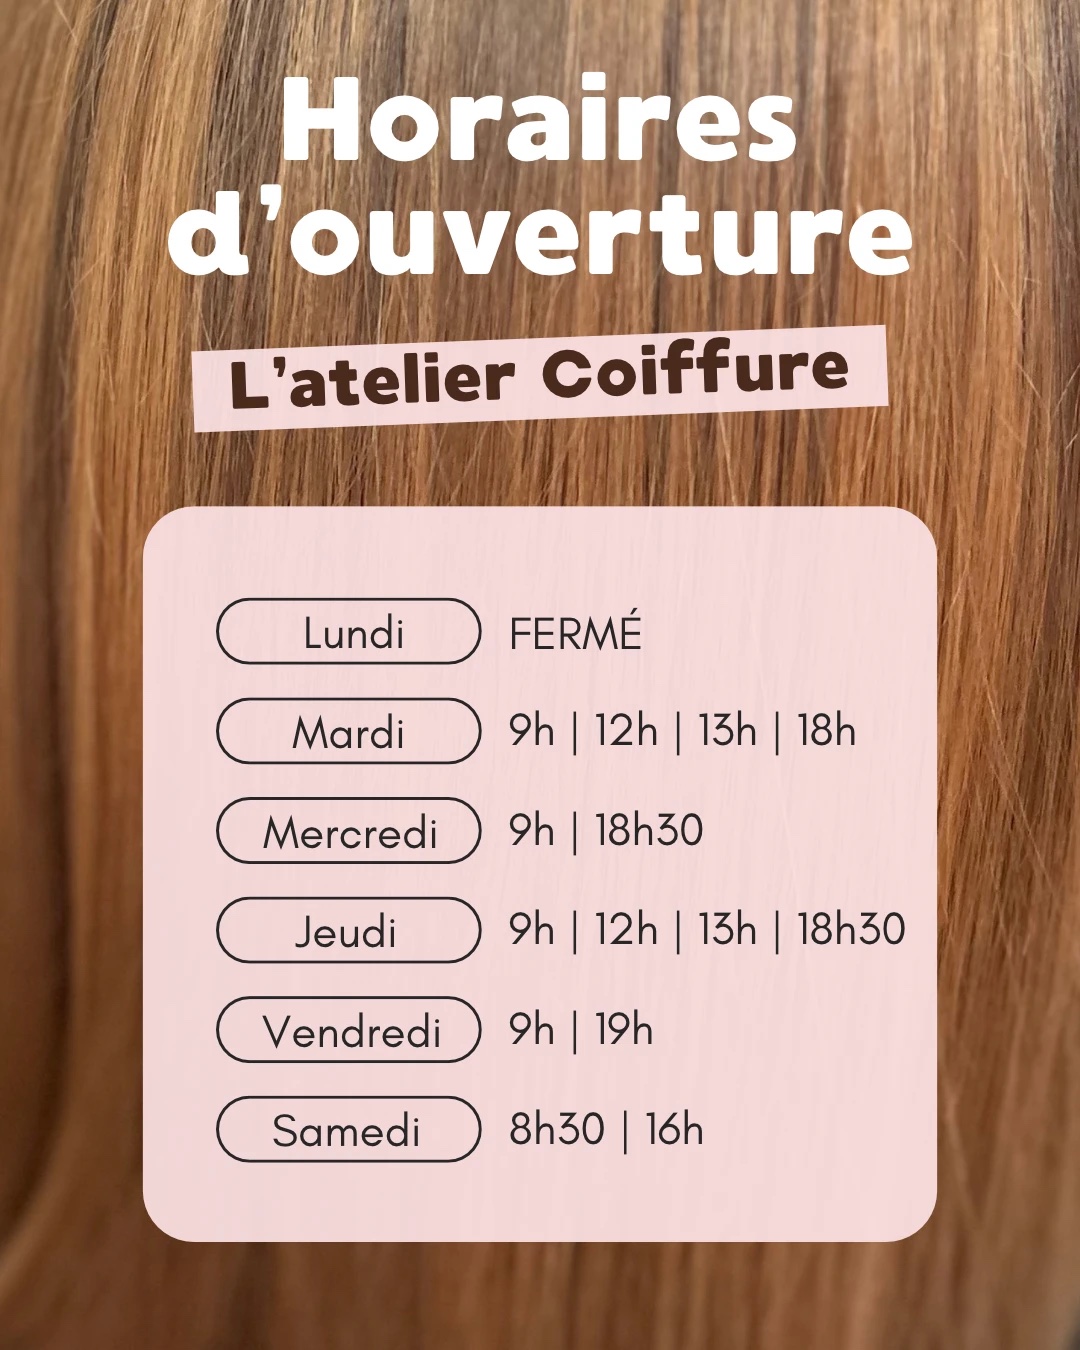 Horaires
d'ouverture
L'atelier Coiffure
Lundi FERMÉ
Mardi 9h | 12h | 13h | 18h
Mercredi 9h | 18h30
Jeudi 9h | 12h | 13h | 18h30
Vendredi 9h | 19h
Samedi 8h30 | 16h